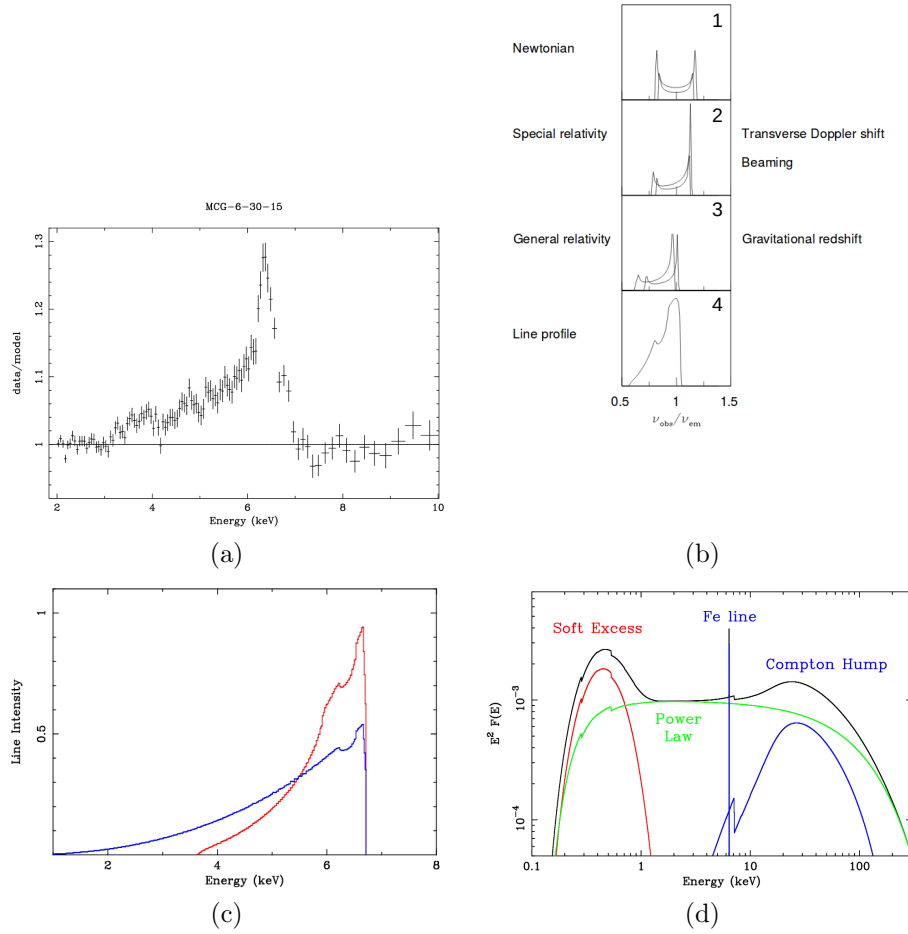 MCG-6-30-15
data/model
1.3
1.2
1.1
1
2
4
6
8
10
Energy (keV)
(a)
1
Newtonian
2
Special relativity
Transverse Doppler shift
Beaming
3
General relativity
Gravitational redshift
4
Line profile
0.5
1
1.5
ν_obs/ν_em
(b)
Line Intensity
1
0.5
2
4
6
8
Energy (keV)
(c)
Fe line
Soft Excess
Compton Hump
Power
Law
E² F(E)
10⁻³
10⁻⁴
0.1
1
10
100
Energy (keV)
(d)